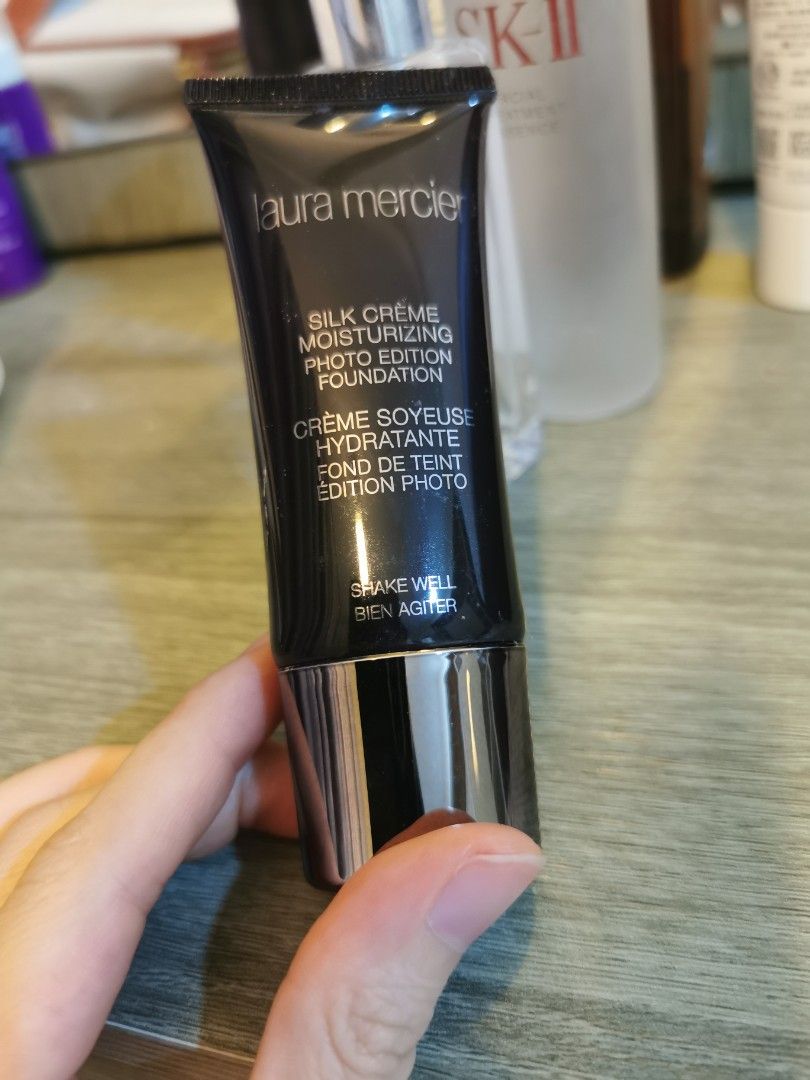 SK-II
laura mercier
SILK CRÈME
MOISTURIZING
PHOTO EDITION
FOUNDATION
CRÈME SOYEUSE
HYDRATANTE
FOND DE TEINT
ÉDITION PHOTO
SHAKE WELL
BIEN AGITER